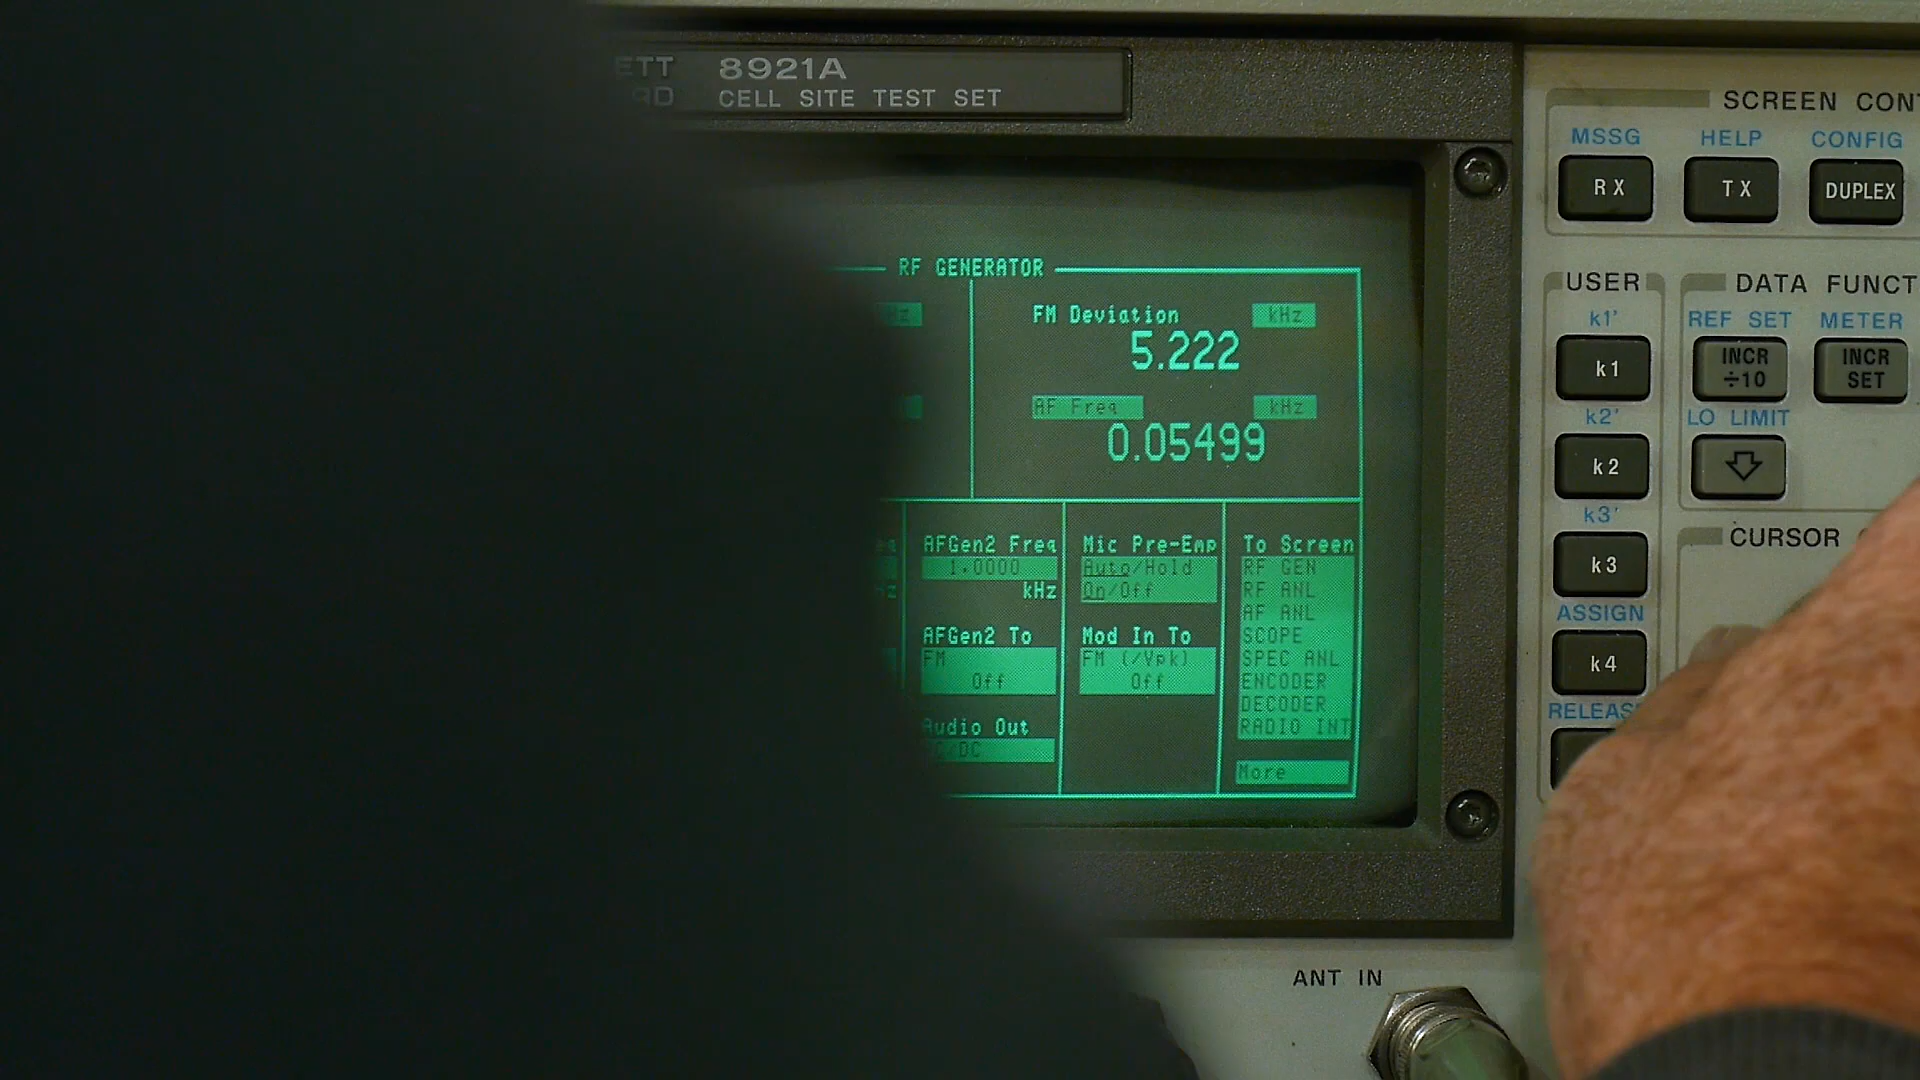 ETT 8921A
CELL SITE TEST SET
SCREEN CON
MSSG HELP CONFIG
RX TX DUPLEX
RF GENERATOR
FM Deviation kHz
5.222
AF Freq kHz
0.05499
USER
k1'
k1
k2'
k2
k3'
k3
ASSIGN
k4
RELEAS
DATA FUNCT
REF SET METER
INCR ÷10
INCR SET
LO LIMIT
CURSOR
AFGen2 Freq
1.0000
kHz
AFGen2 To
FM
Off
Audio Out
Mic Pre-Emp
Auto/Hold
On/Off
Mod In To
FM (/Vpk)
Off
To Screen
RF GEN
RF ANL
AF ANL
SCOPE
SPEC ANL
ENCODER
DECODER
RADIO INT
More
ANT IN